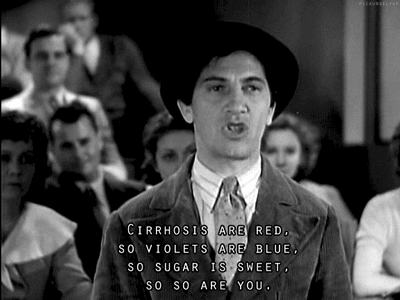 CIRRHOSIS ARE RED,
SO VIOLETS ARE BLUE,
SO SUGAR IS SWEET,
SO SO ARE YOU.